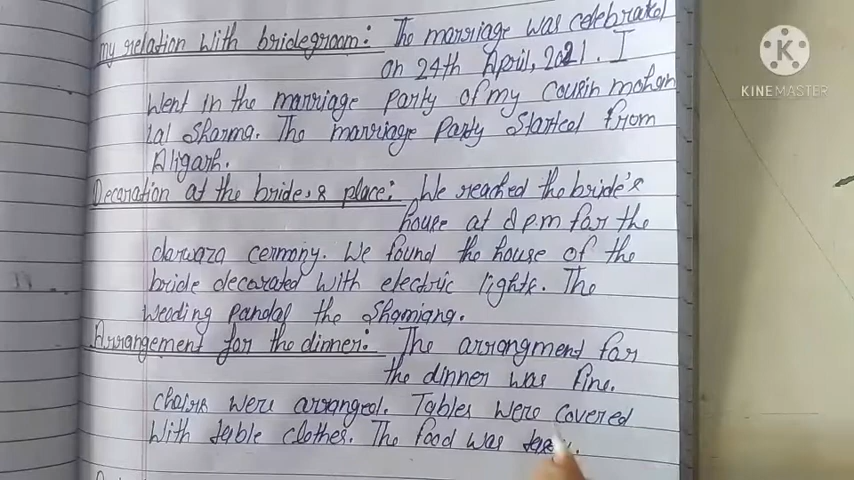 my relation with bridegroom: The marriage was celebrated
on 24th April, 2021. I
went in the marriage party of my cousin mohan
lal Sharma. The marriage party started from
Aligarh.
Decoration at the bride's place: We reached the bride's
house at 8 pm for the
darwaza cermony. We found the house of the
bride decorated with electric lights. The
weading pandal the Shamiana.
Arrangement for the dinner: The arrangment for
the dinner was fine.
chairs were arranged. Tables were covered
with table clothes. The food was
KINEMASTER